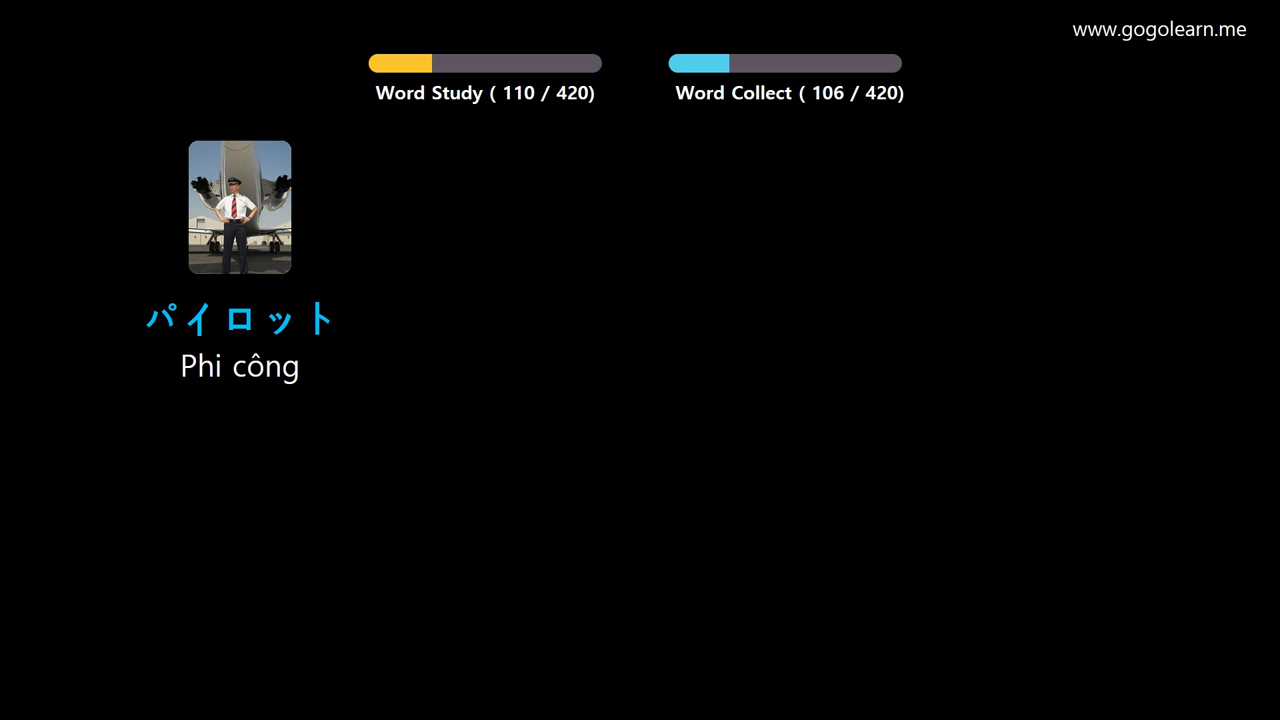 www.gogolearn.me
Word Study ( 110 / 420)
Word Collect ( 106 / 420)
パイロット
Phi công